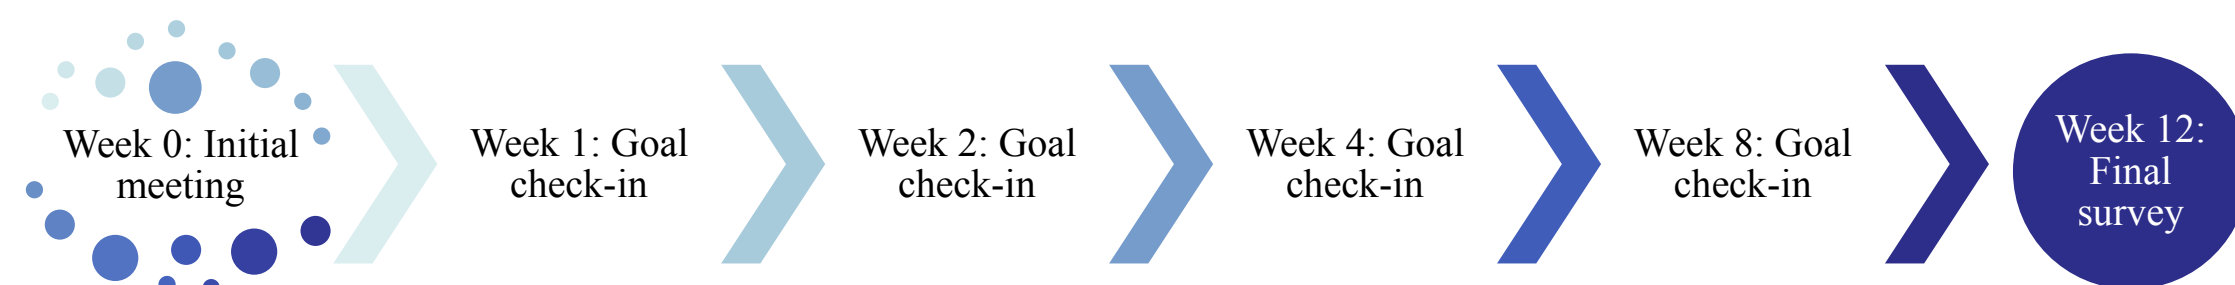 Week 0: Initial
meeting
Week 1: Goal
check-in
Week 2: Goal
check-in
Week 4: Goal
check-in
Week 8: Goal
check-in
Week 12:
Final
survey